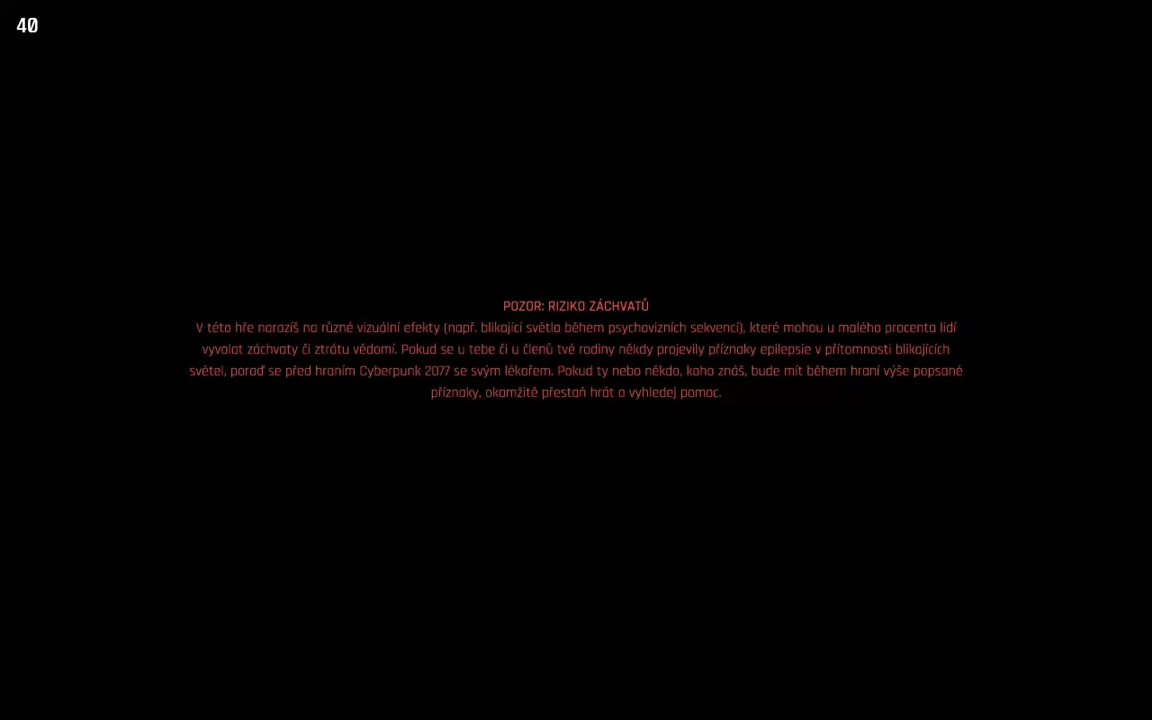 40
POZOR: RIZIKO ZÁCHVATŮ
V této hře narazíš na různé vizuální efekty (např. blikající světla během psychovizních sekvencí), které mohou u malého procenta lidí
vyvolat záchvaty či ztrátu vědomí. Pokud se u tebe či u členů tvé rodiny někdy projevily příznaky epilepsie v přítomnosti blikajících
světel, poraď se před hraním Cyberpunk 2077 se svým lékařem. Pokud ty nebo někdo, koho znáš, bude mít během hraní výše popsané
příznaky, okamžitě přestaň hrát a vyhledej pomoc.